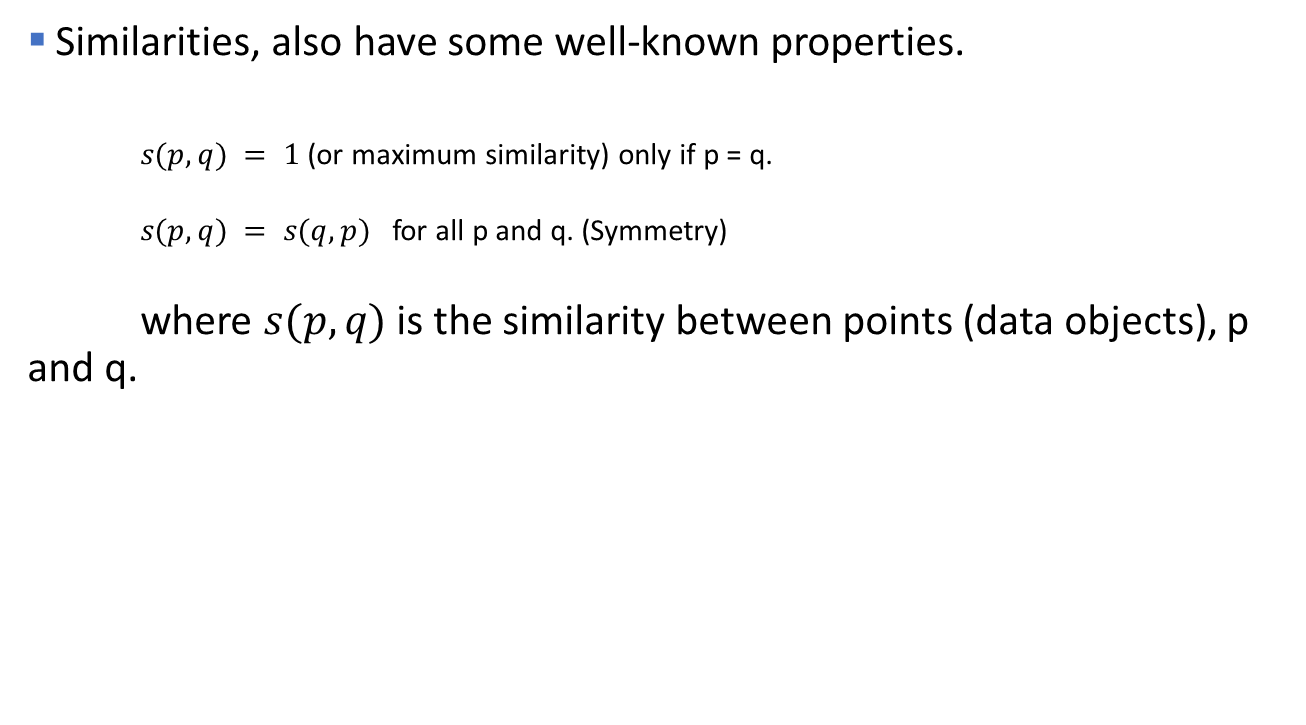 ▪ Similarities, also have some well-known properties.
s(p, q) = 1 (or maximum similarity) only if p = q.
s(p, q) = s(q, p) for all p and q. (Symmetry)
where s(p, q) is the similarity between points (data objects), p
and q.